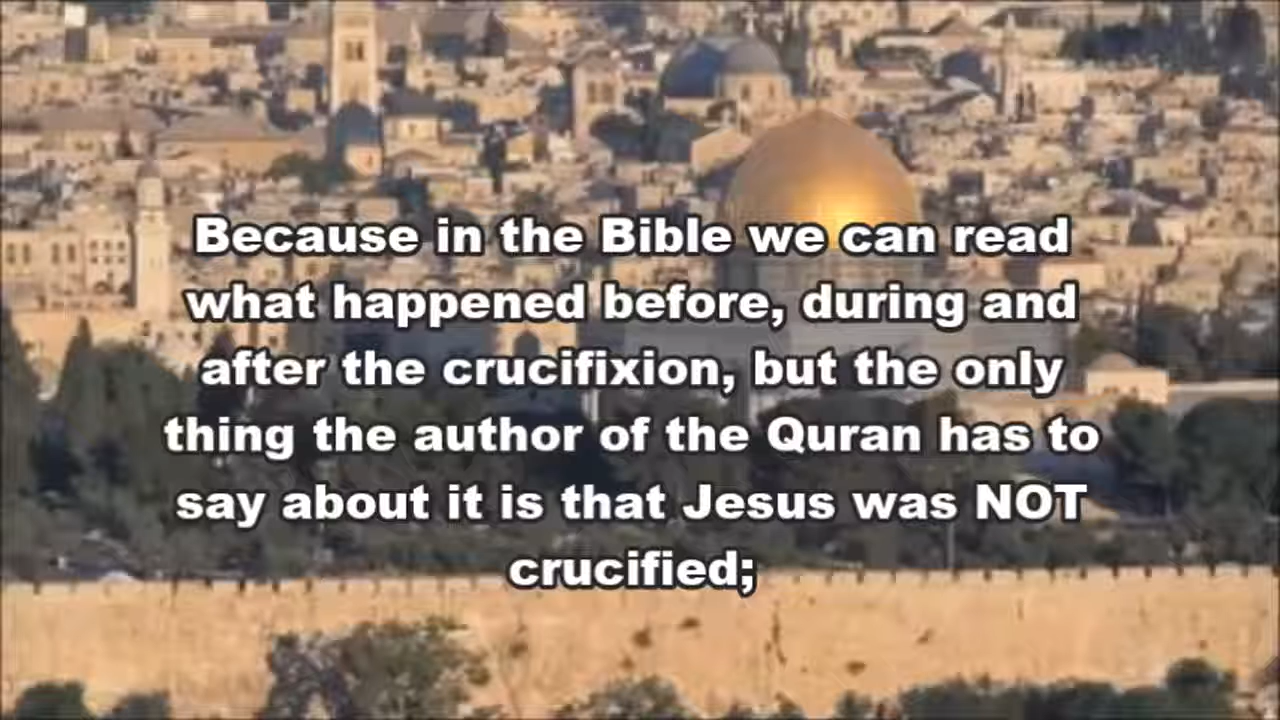 Because in the Bible we can read
what happened before, during and
after the crucifixion, but the only
thing the author of the Quran has to
say about it is that Jesus was NOT
crucified;